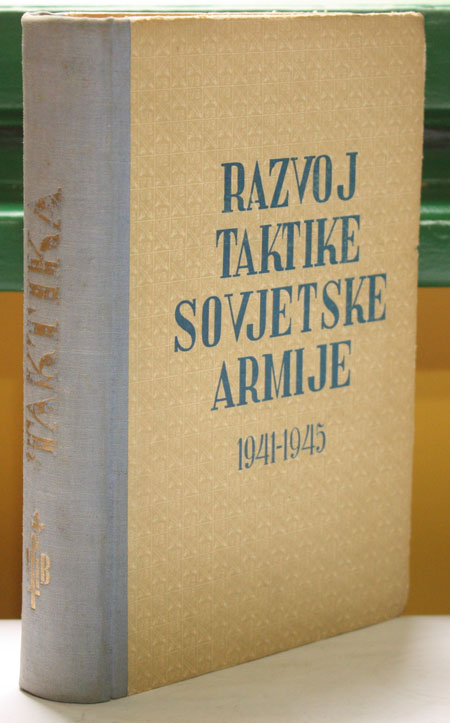 RAZVOJ
TAKTIKE
SOVJETSKE
ARMIJE
1941-1945
TAKTIKA